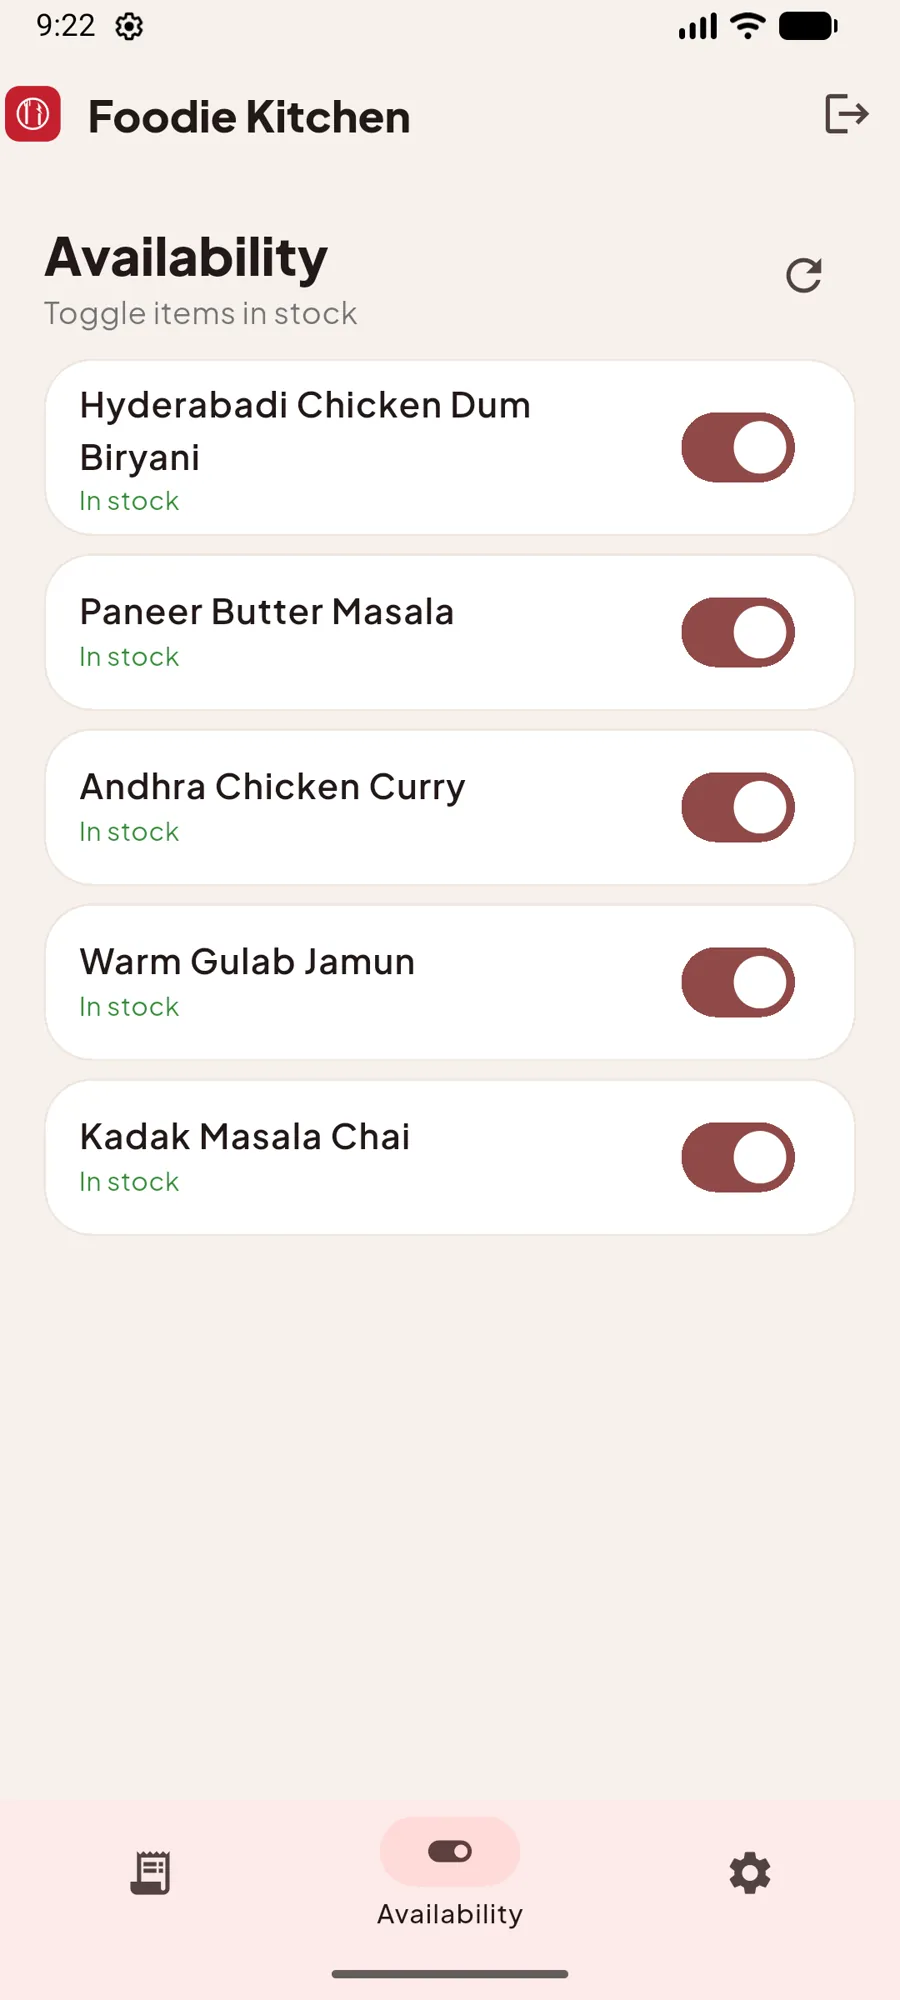 9:22
Foodie Kitchen
Availability
Toggle items in stock
Hyderabadi Chicken Dum
Biryani
In stock
Paneer Butter Masala
In stock
Andhra Chicken Curry
In stock
Warm Gulab Jamun
In stock
Kadak Masala Chai
In stock
Availability